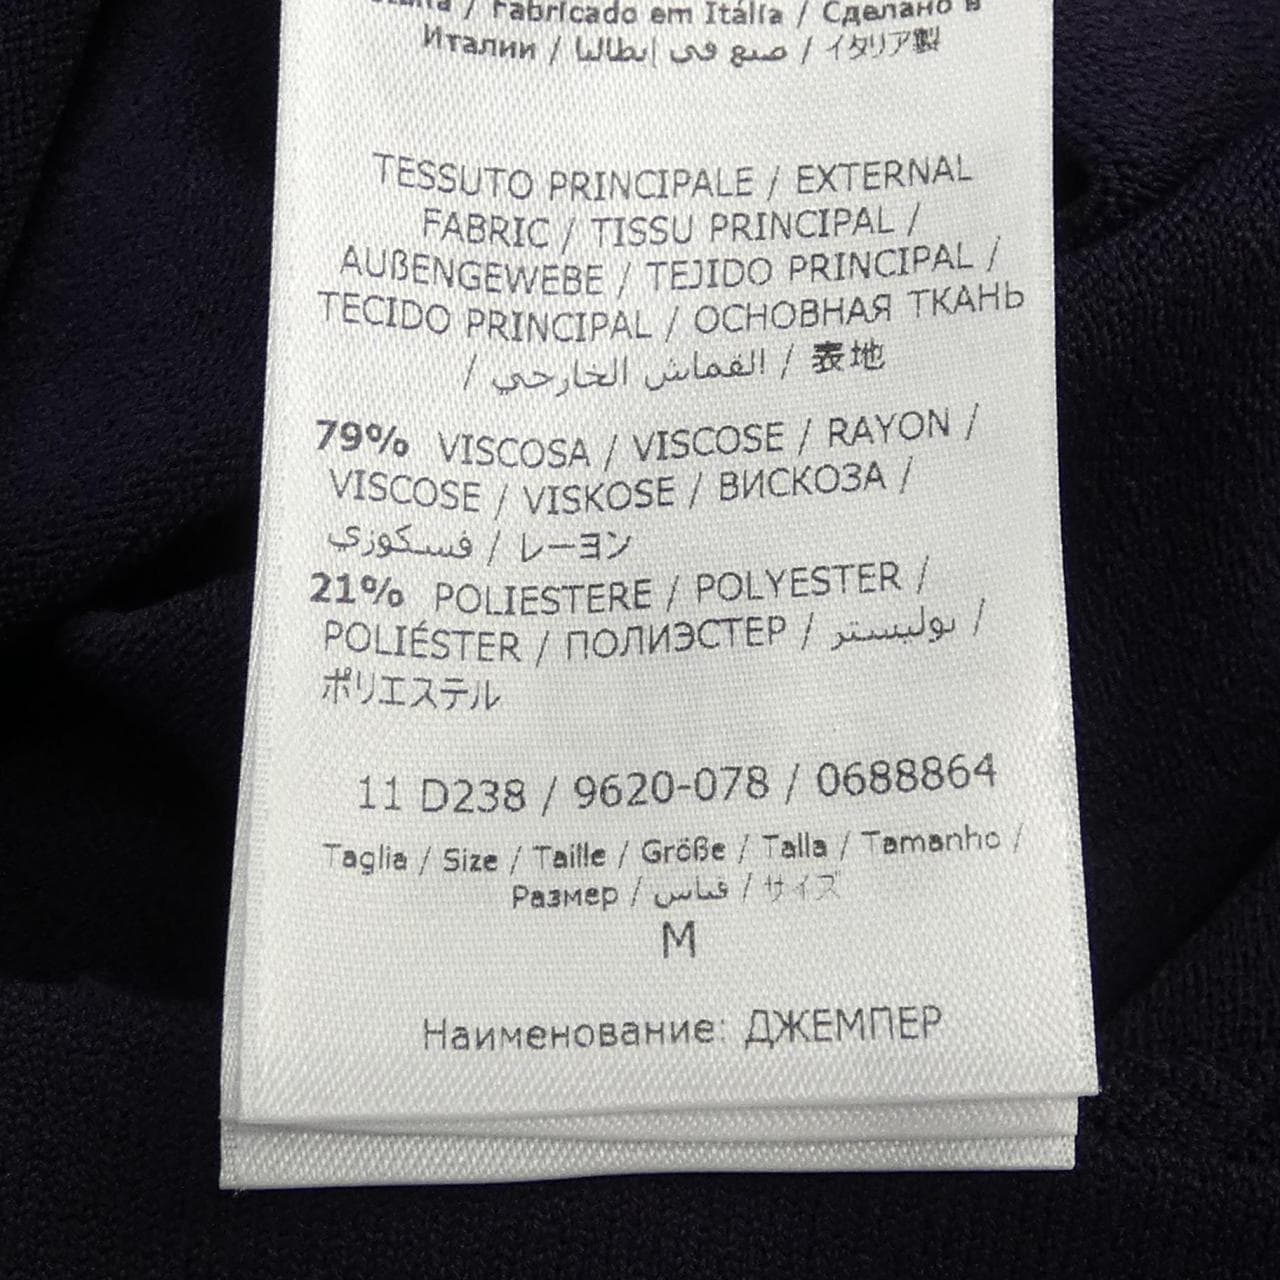 / Fabricado em Itália / Сделано в
Италии / صنع في إيطاليا / イタリア製
TESSUTO PRINCIPALE / EXTERNAL
FABRIC / TISSU PRINCIPAL /
AUßENGEWEBE / TEJIDO PRINCIPAL /
TECIDO PRINCIPAL / ОСНОВНАЯ ТКАНЬ
/ القماش الخارجي / 表地
79% VISCOSA / VISCOSE / RAYON /
VISCOSE / VISKOSE / ВИСКОЗА /
فسكوزي / レーヨン
21% POLIESTERE / POLYESTER /
POLIÉSTER / ПОЛИЭСТЕР / بوليستر /
ポリエステル
11 D238 / 9620-078 / 0688864
Taglia / Size / Taille / Größe / Talla / Tamanho /
Размер / قياس / サイズ
M
Наименование: ДЖЕМПЕР